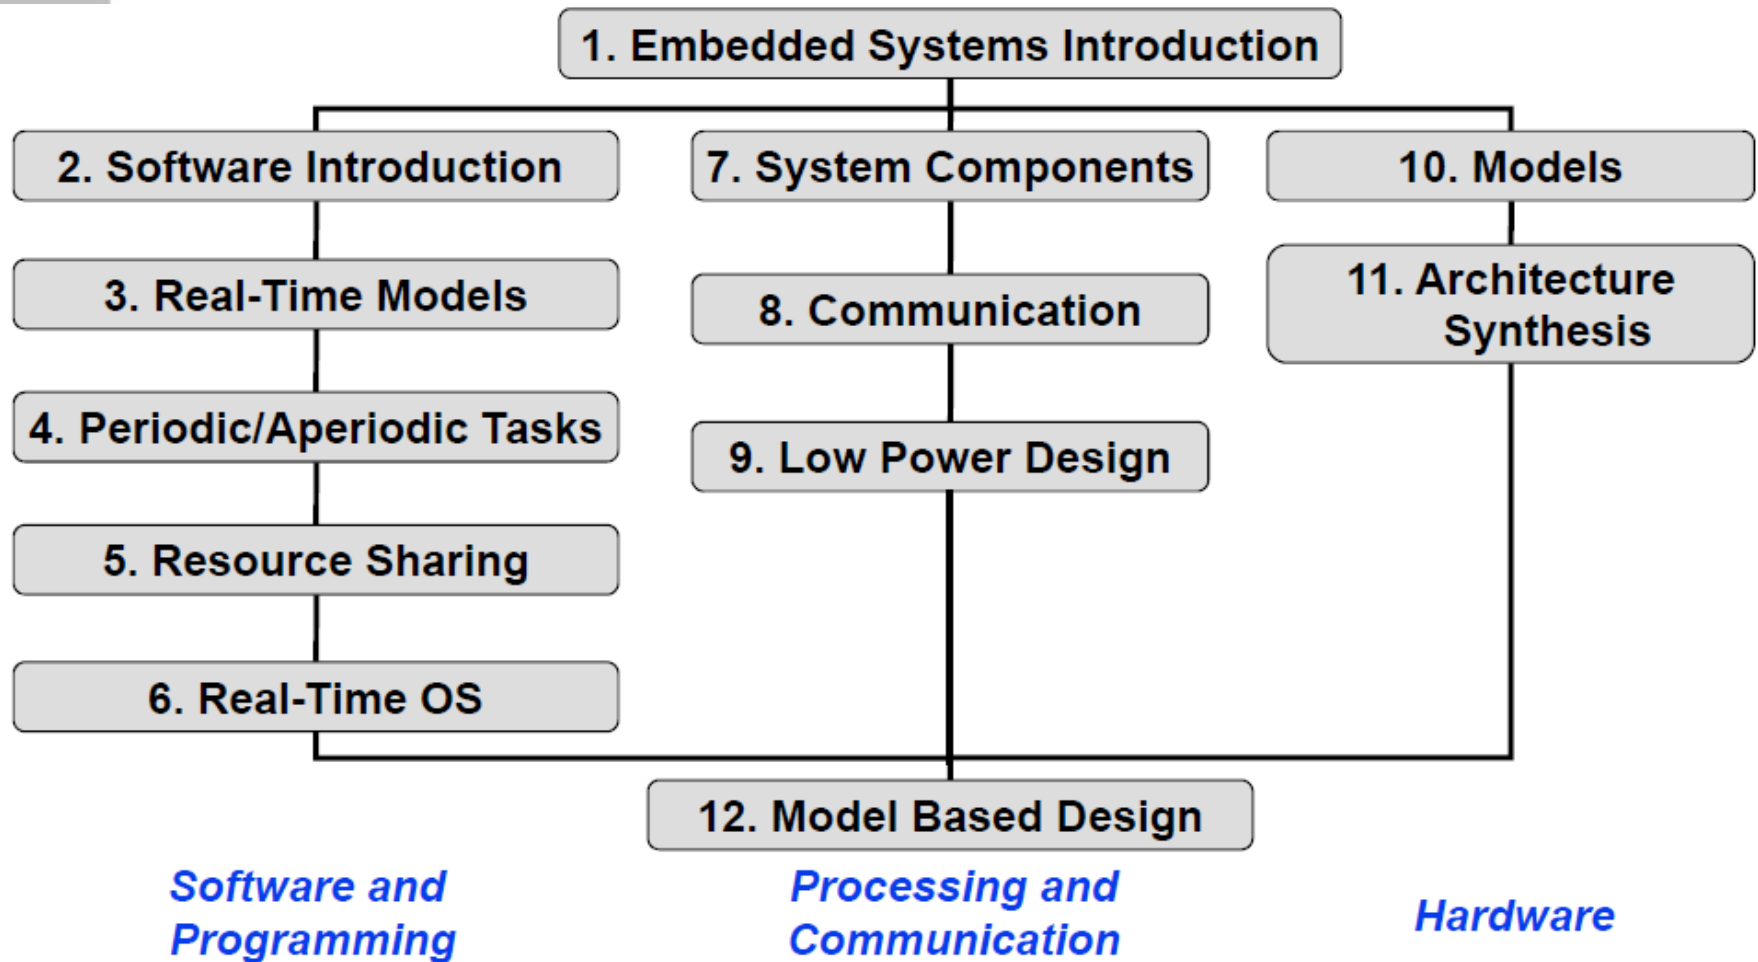 1. Embedded Systems Introduction
2. Software Introduction
3. Real-Time Models
4. Periodic/Aperiodic Tasks
5. Resource Sharing
6. Real-Time OS
7. System Components
8. Communication
9. Low Power Design
10. Models
11. Architecture
Synthesis
12. Model Based Design
Software and
Programming
Processing and
Communication
Hardware